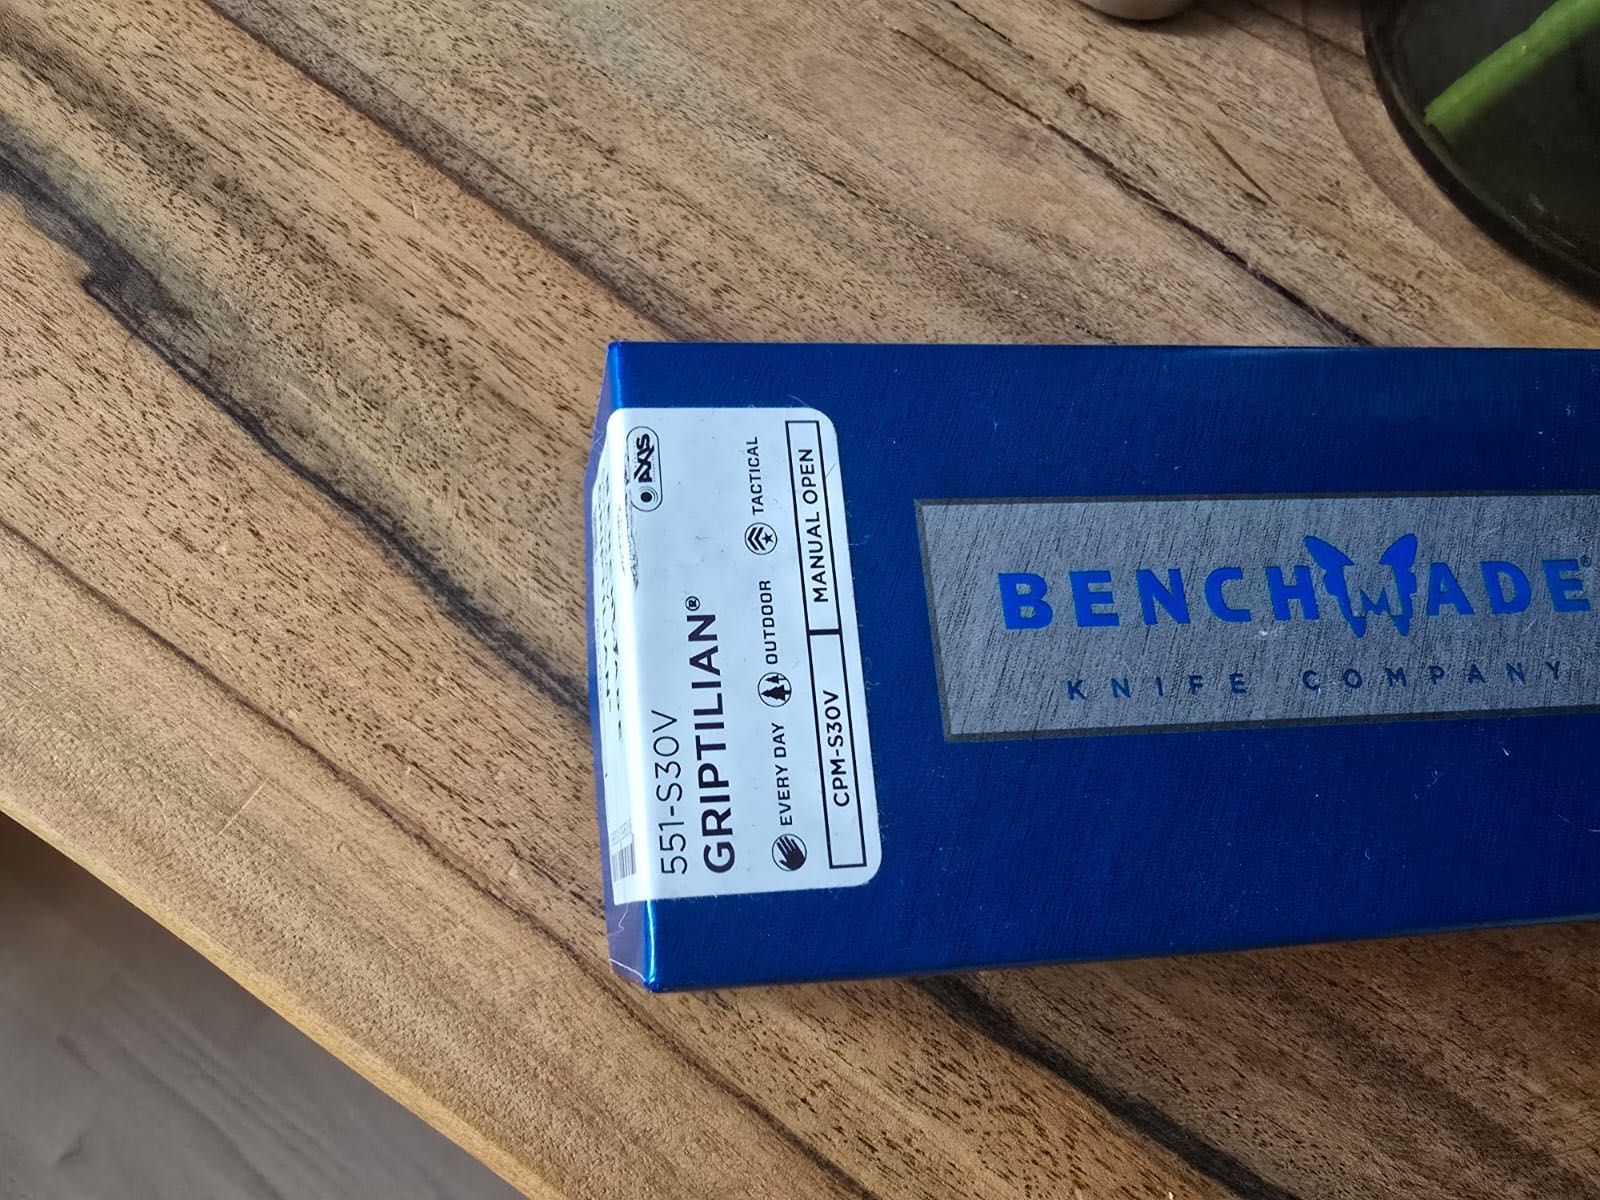 AXIS
551-S30V
GRIPTILIAN®
EVERY DAY OUTDOOR TACTICAL
CPM-S30V MANUAL OPEN
BENCHMADE®
KNIFE COMPANY